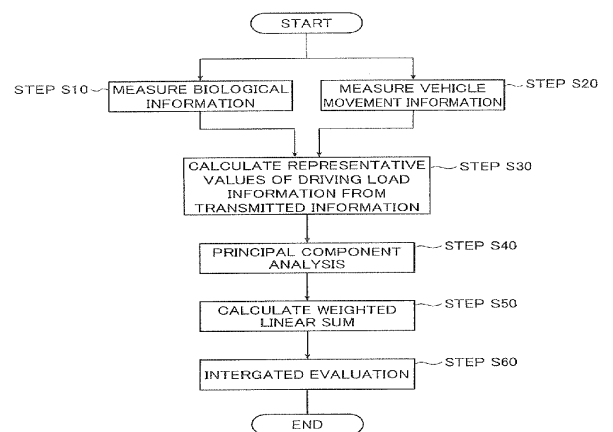 START
STEP S10
MEASURE BIOLOGICAL
INFORMATION
MEASURE VEHICLE
MOVEMENT INFORMATION
STEP S20
CALCULATE REPRESENTATIVE
VALUES OF DRIVING LOAD
INFORMATION FROM
TRANSMITTED INFORMATION
STEP S30
PRINCIPAL COMPONENT
ANALYSIS
STEP S40
CALCULATE WEIGHTED
LINEAR SUM
STEP S50
INTERGATED EVALUATION
STEP S60
END